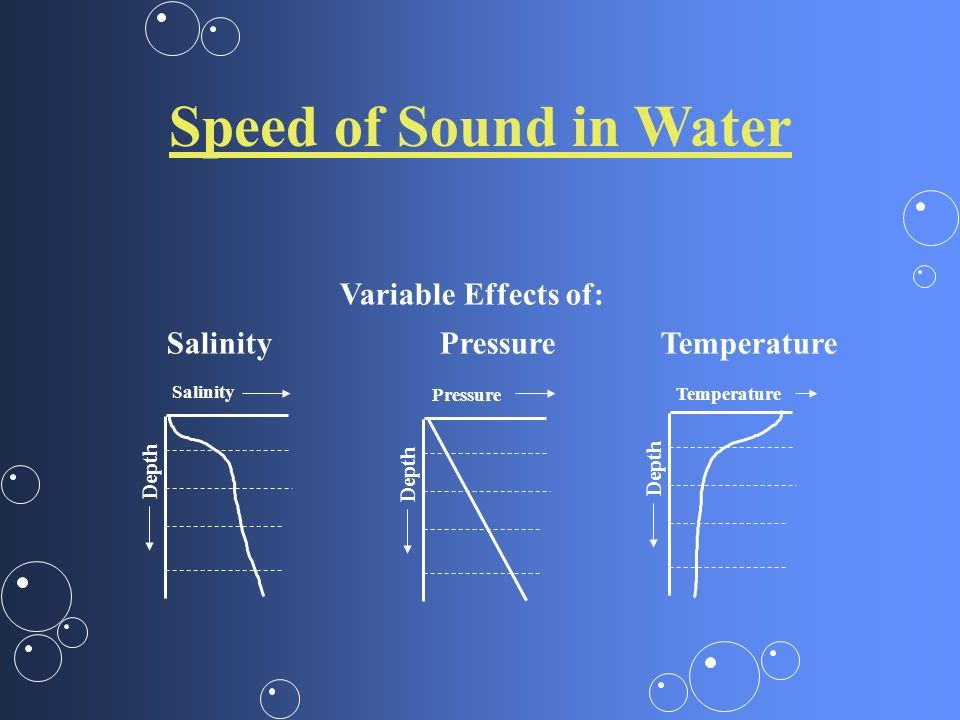 Speed of Sound in Water
Variable Effects of:
Salinity Pressure Temperature
Salinity
Depth
Pressure
Depth
Temperature
Depth